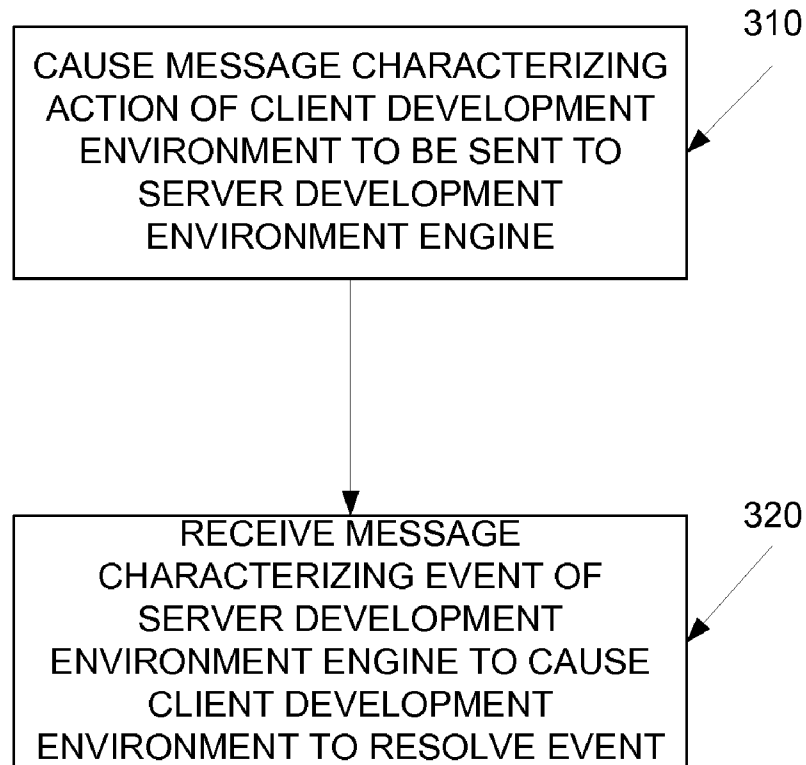 310
CAUSE MESSAGE CHARACTERIZING
ACTION OF CLIENT DEVELOPMENT
ENVIRONMENT TO BE SENT TO
SERVER DEVELOPMENT
ENVIRONMENT ENGINE
320
RECEIVE MESSAGE
CHARACTERIZING EVENT OF
SERVER DEVELOPMENT
ENVIRONMENT ENGINE TO CAUSE
CLIENT DEVELOPMENT
ENVIRONMENT TO RESOLVE EVENT